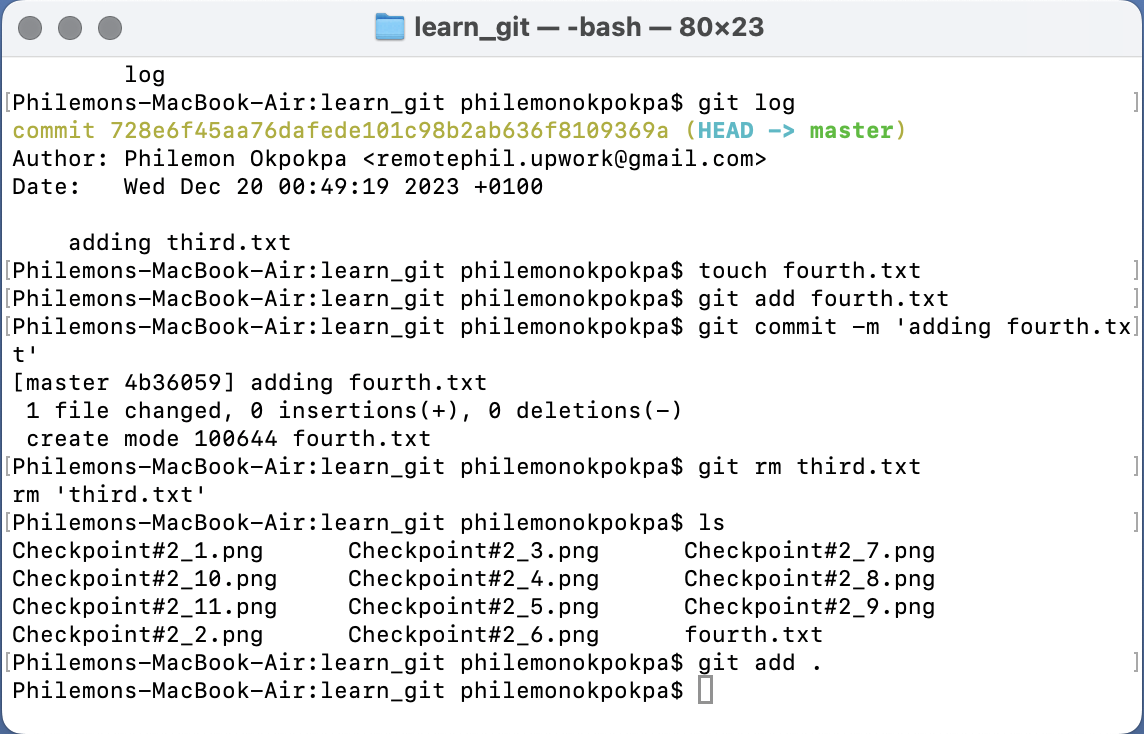 learn_git — -bash — 80×23
        log
[Philemons-MacBook-Air:learn_git philemonokpokpa$ git log                        ]
commit 728e6f45aa76dafede101c98b2ab636f8109369a (HEAD -> master)
Author: Philemon Okpokpa <remotephil.upwork@gmail.com>
Date:   Wed Dec 20 00:49:19 2023 +0100
    adding third.txt
[Philemons-MacBook-Air:learn_git philemonokpokpa$ touch fourth.txt               ]
[Philemons-MacBook-Air:learn_git philemonokpokpa$ git add fourth.txt             ]
[Philemons-MacBook-Air:learn_git philemonokpokpa$ git commit -m 'adding fourth.tx]
t'
[master 4b36059] adding fourth.txt
 1 file changed, 0 insertions(+), 0 deletions(-)
 create mode 100644 fourth.txt
[Philemons-MacBook-Air:learn_git philemonokpokpa$ git rm third.txt               ]
rm 'third.txt'
[Philemons-MacBook-Air:learn_git philemonokpokpa$ ls                             ]
Checkpoint#2_1.png      Checkpoint#2_3.png      Checkpoint#2_7.png
Checkpoint#2_10.png     Checkpoint#2_4.png      Checkpoint#2_8.png
Checkpoint#2_11.png     Checkpoint#2_5.png      Checkpoint#2_9.png
Checkpoint#2_2.png      Checkpoint#2_6.png      fourth.txt
[Philemons-MacBook-Air:learn_git philemonokpokpa$ git add .                      ]
Philemons-MacBook-Air:learn_git philemonokpokpa$